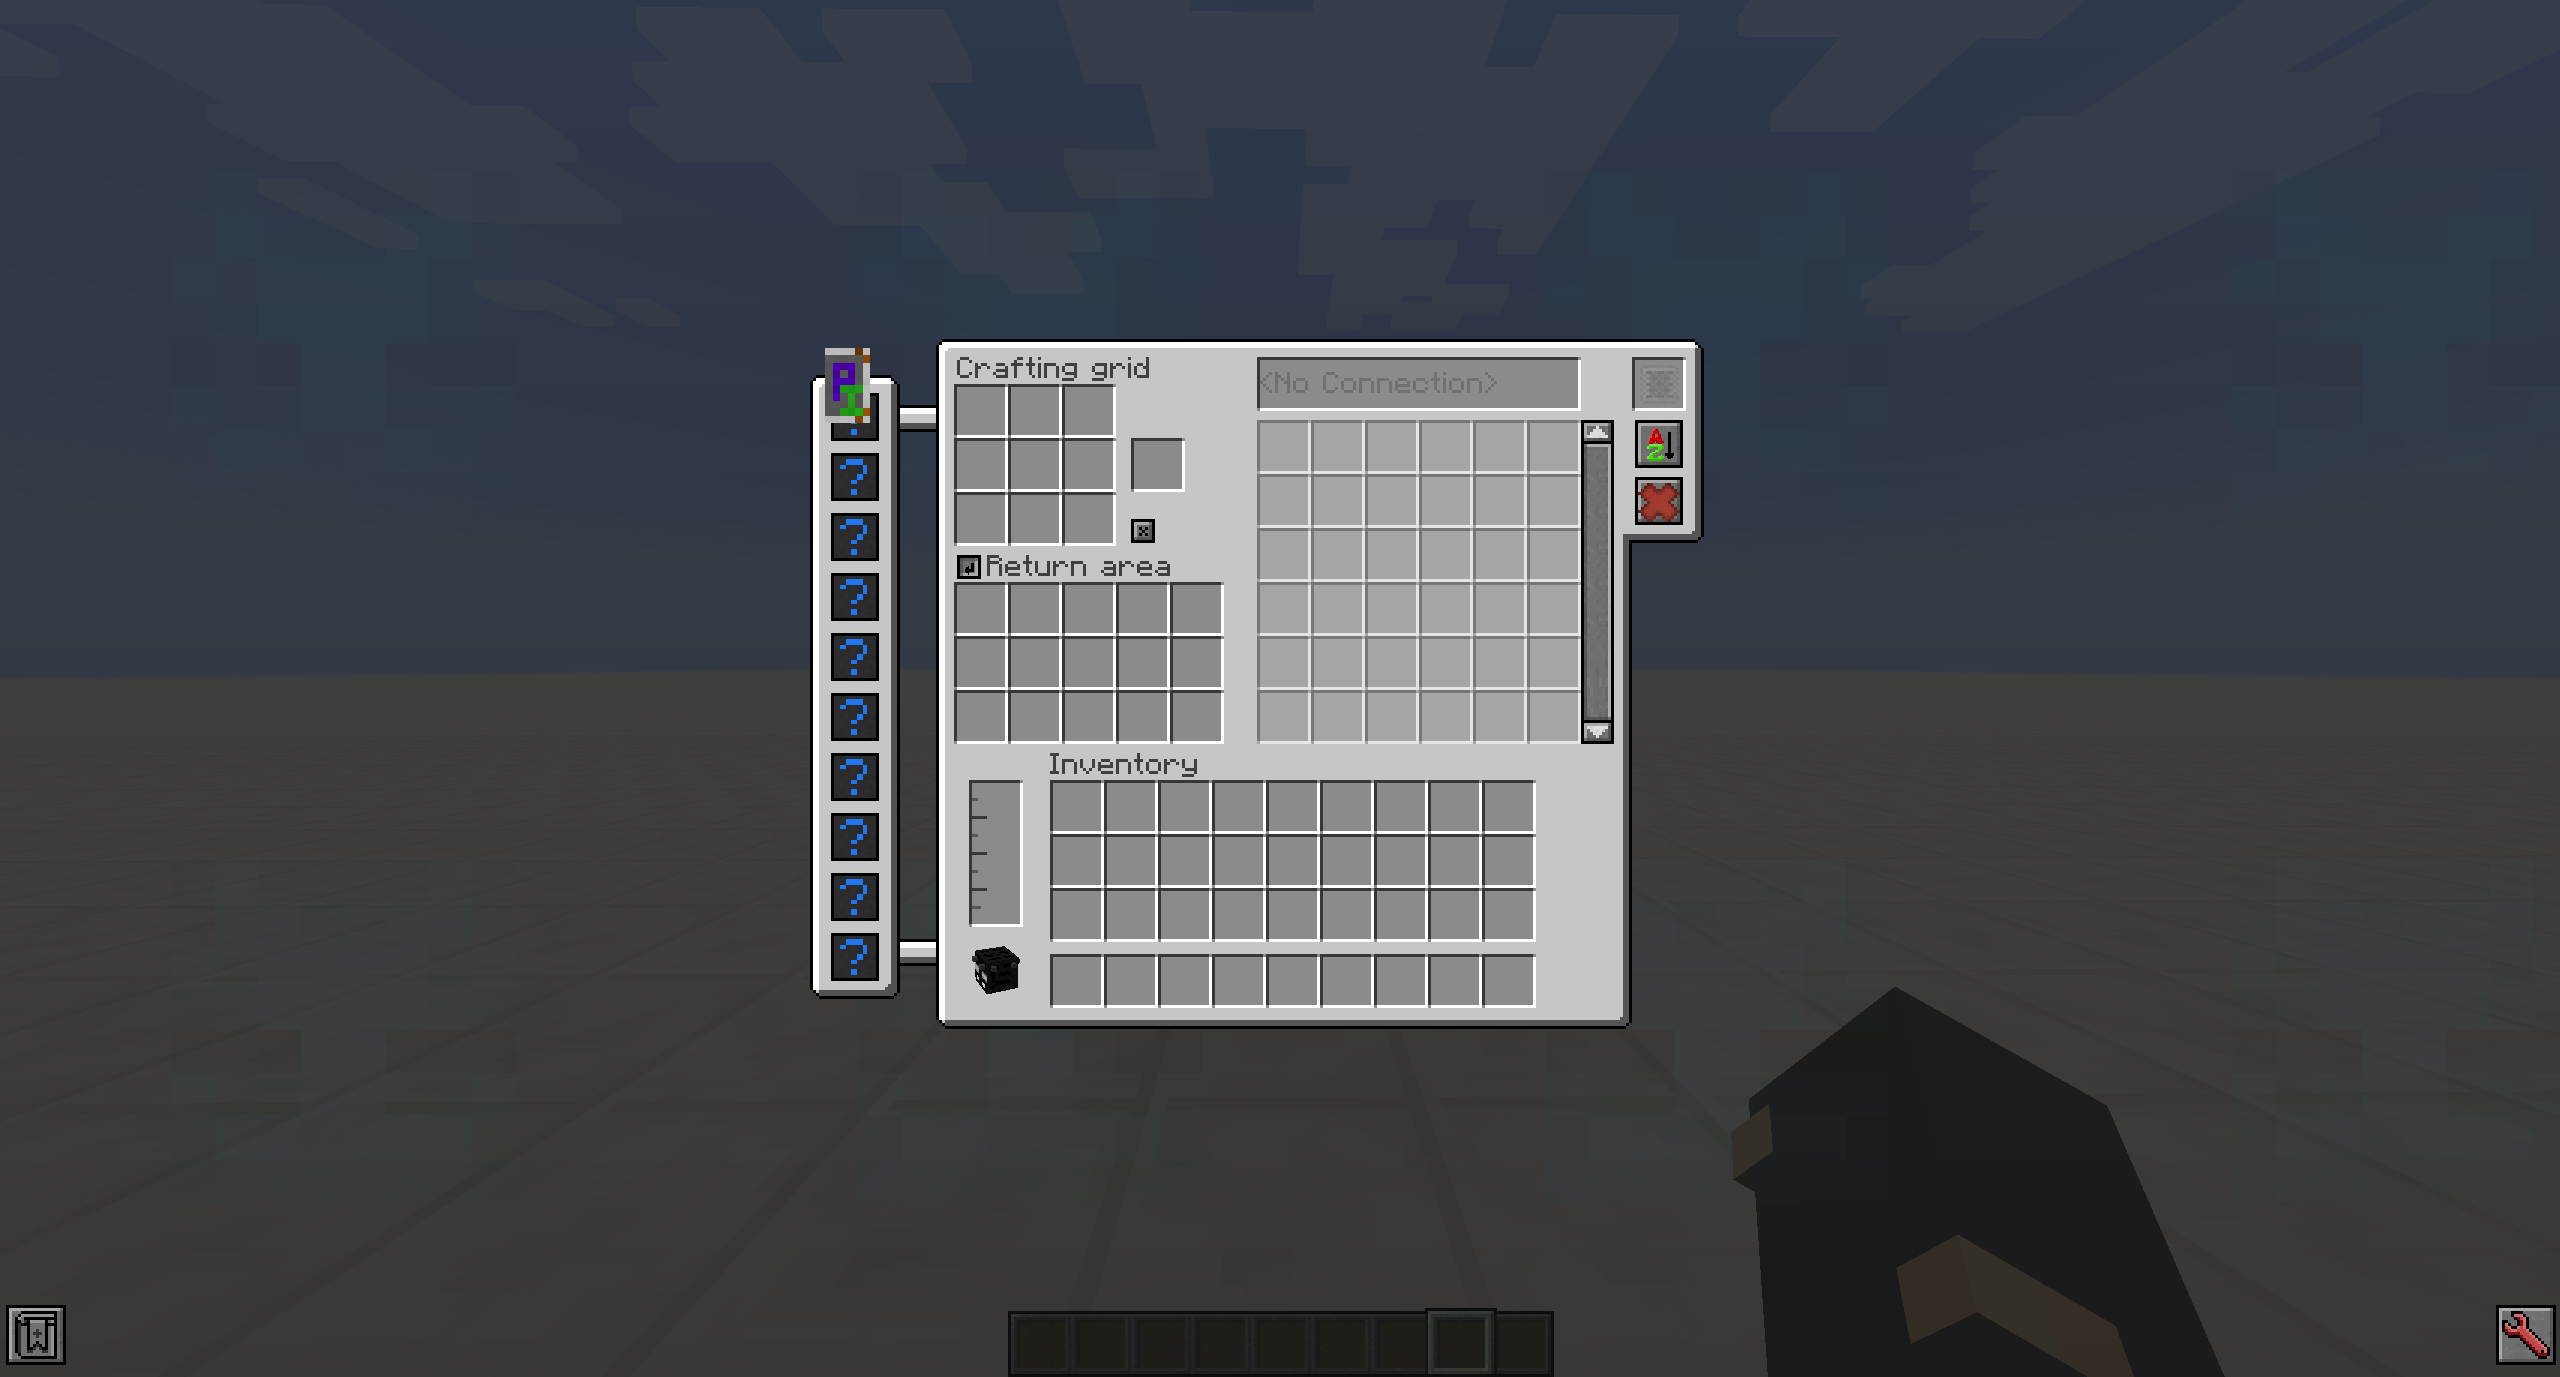 Crafting grid
<No Connection>
Return area
Inventory
?
?
?
?
?
?
?
?
?